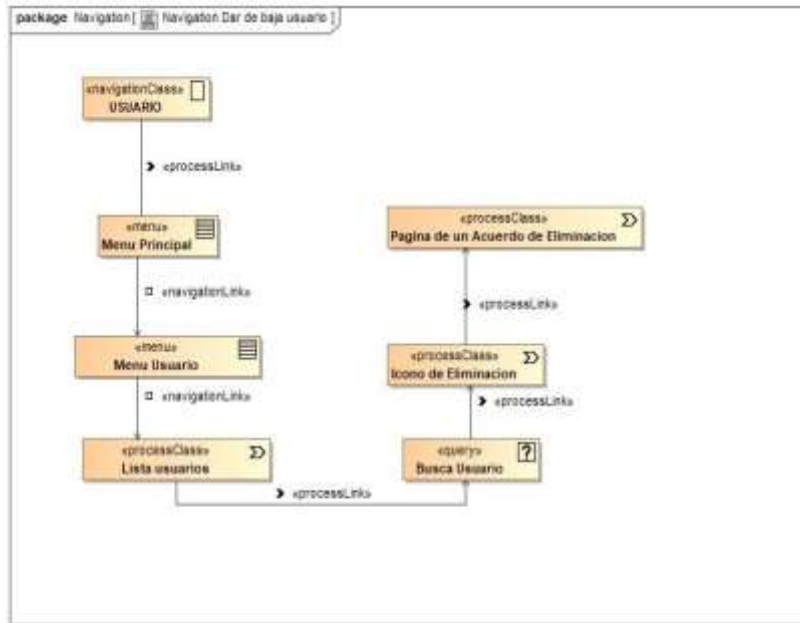 package Navigation [ Navigation Dar de baja usuario ]
«navigationClass»
USUARIO
«processLink»
«menu»
Menu Principal
«navigationLink»
«menu»
Menu Usuario
«navigationLink»
«processClass»
Lista usuarios
«processLink»
«query»
Busca Usuario
«processLink»
«processClass»
Icono de Eliminacion
«processLink»
«processClass»
Pagina de un Acuerdo de Eliminacion